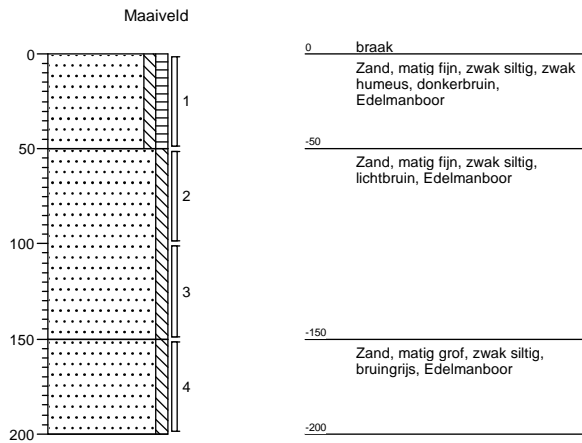 Maaiveld
0
50
100
150
200
1
2
3
4
0
braak
Zand, matig fijn, zwak siltig, zwak
humeus, donkerbruin,
Edelmanboor
-50
Zand, matig fijn, zwak siltig,
lichtbruin, Edelmanboor
-150
Zand, matig grof, zwak siltig,
bruingrijs, Edelmanboor
-200